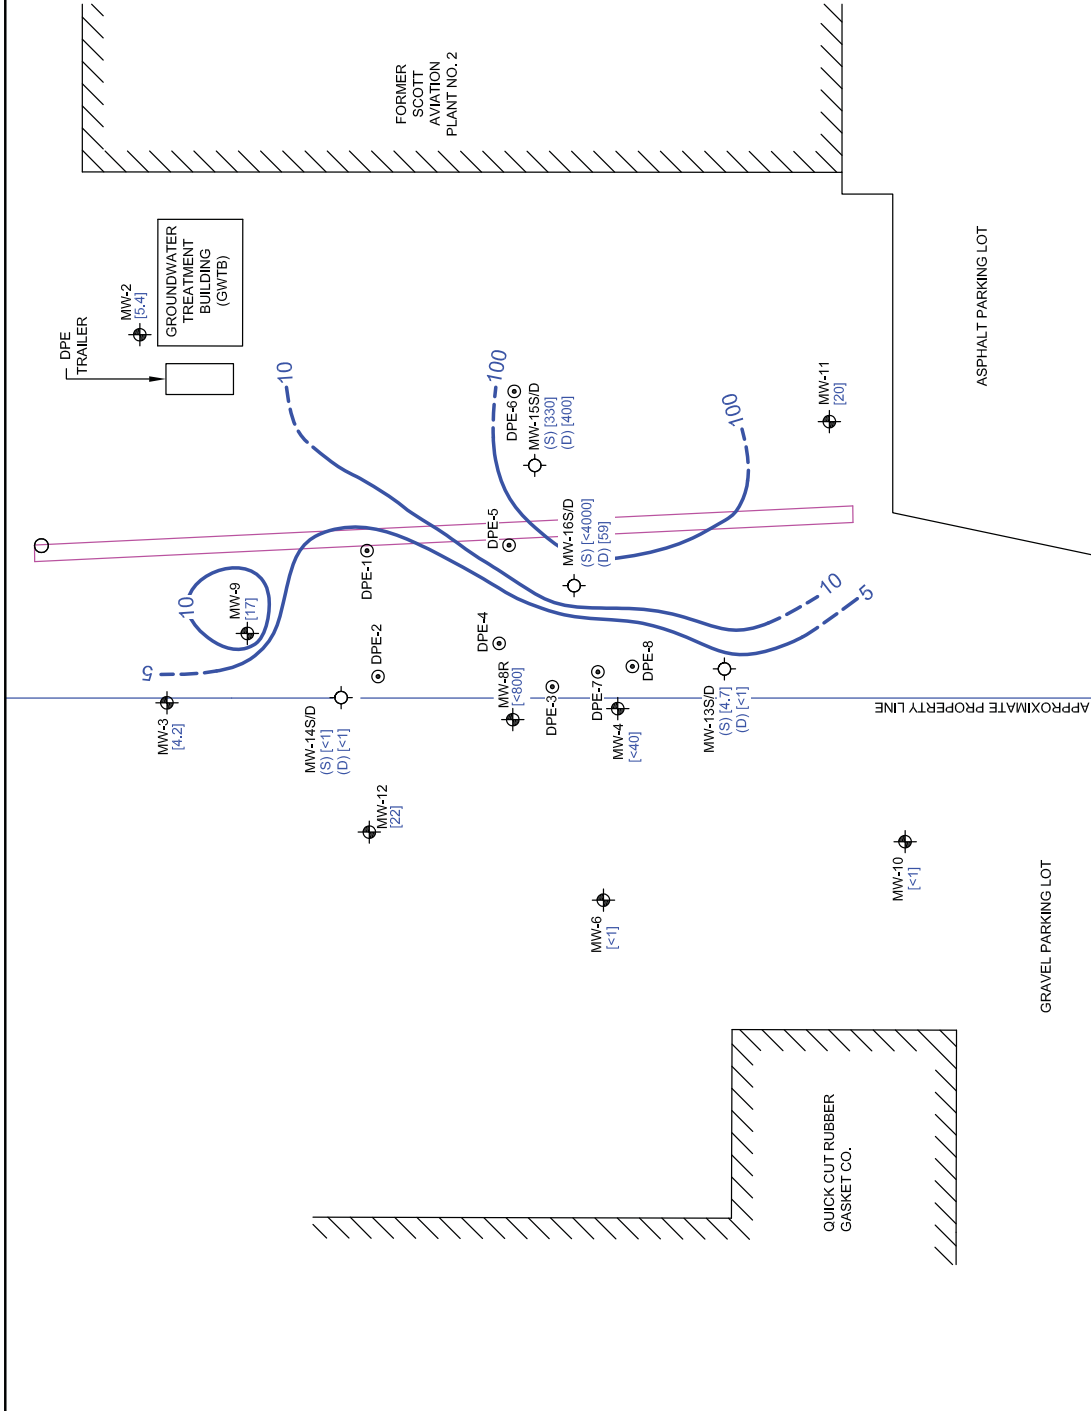 FORMER
SCOTT
AVIATION
PLANT NO. 2
GROUNDWATER
TREATMENT
BUILDING
(GWTB)
MW-2
[5.4]
DPE
TRAILER
10
100
DPE-6
MW-15S/D
(S) [330]
(D) [400]
100
MW-11
[20]
ASPHALT PARKING LOT
DPE-5
MW-16S/D
(S) [<4000]
(D) [59]
DPE-1
10
MW-9
[17]
5
DPE-2
DPE-4
MW-8R
[<800]
DPE-3
DPE-7
DPE-8
10
5
MW-3
[4.2]
MW-14S/D
(S) [<1]
(D) [<1]
MW-4
[<40]
MW-13S/D
(S) [4.7]
(D) [<1]
APPROXIMATE PROPERTY LINE
MW-12
[22]
MW-6
[<1]
MW-10
[<1]
GRAVEL PARKING LOT
QUICK CUT RUBBER
GASKET CO.